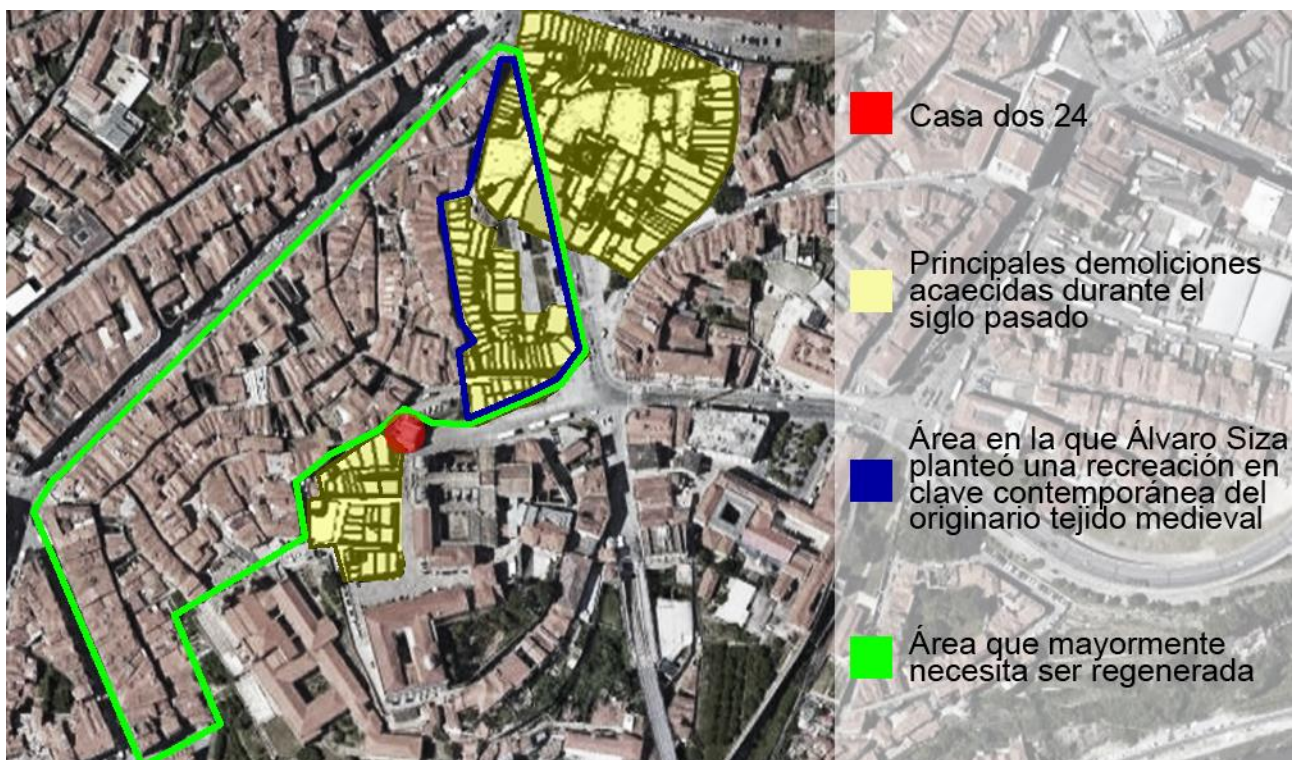 Casa dos 24
Principales demoliciones
acaecidas durante el
siglo pasado
Área en la que Álvaro Siza
planteó una recreación en
clave contemporánea del
originario tejido medieval
Área que mayormente
necesita ser regenerada